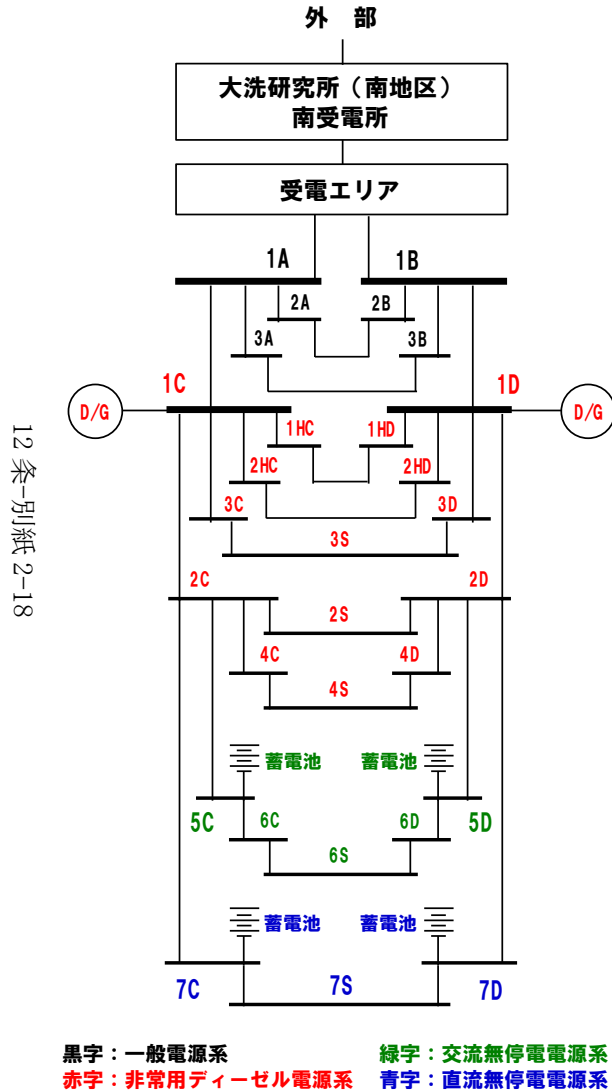 外 部
大洗研究所（南地区）
南受電所
受電エリア
1A 1B
2A 2B
3A 3B
1C 1D
D/G D/G
1HC 1HD
2HC 2HD
3C 3D
3S
2C 2D
2S
4C 4D
4S
蓄電池 蓄電池
5C 6C 6D 5D
6S
蓄電池 蓄電池
7C 7S 7D
黒字：一般電源系 緑字：交流無停電電源系
赤字：非常用ディーゼル電源系 青字：直流無停電電源系
12 条-別紙 2-18